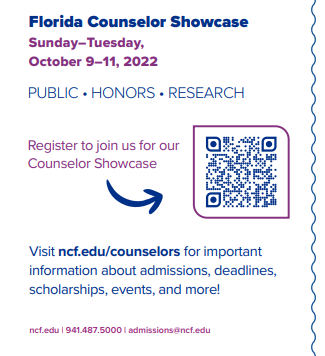 Florida Counselor Showcase
Sunday–Tuesday,
October 9–11, 2022
PUBLIC • HONORS • RESEARCH
Register to join us for our
Counselor Showcase
Visit ncf.edu/counselors for important
information about admissions, deadlines,
scholarships, events, and more!
ncf.edu | 941.487.5000 | admissions@ncf.edu